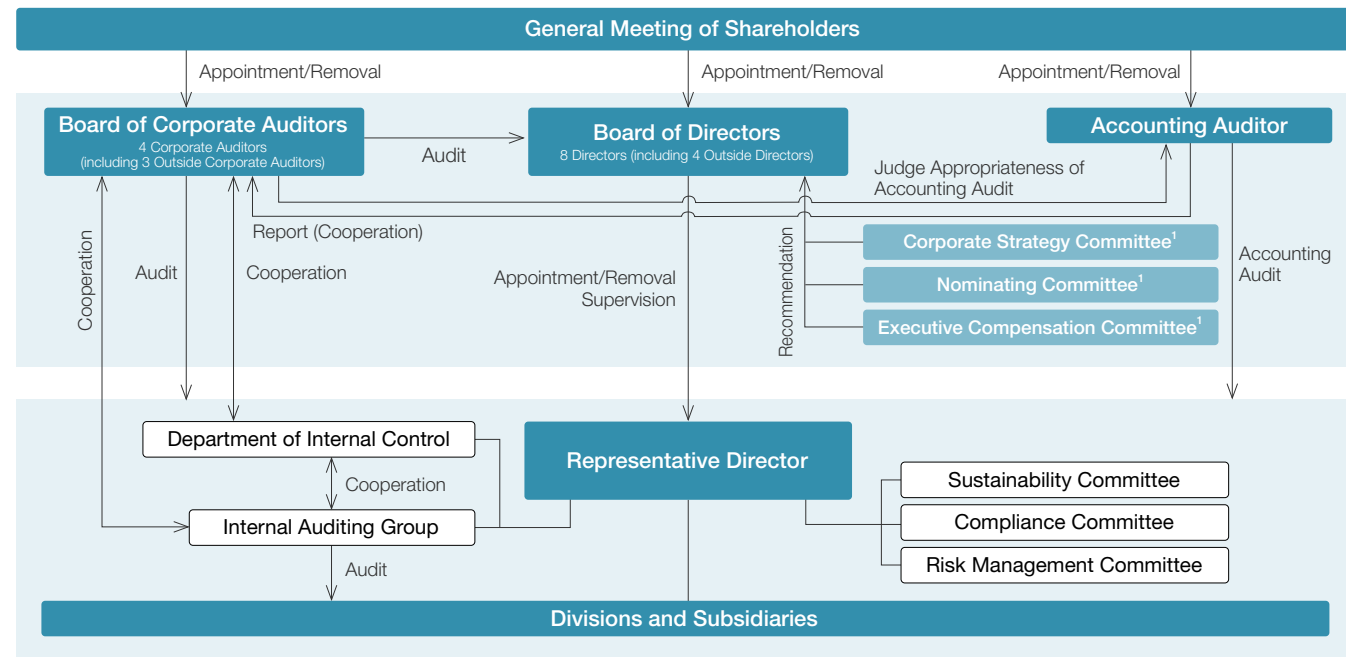 General Meeting of Shareholders
Appointment/Removal
Appointment/Removal
Appointment/Removal
Board of Corporate Auditors
4 Corporate Auditors
(including 3 Outside Corporate Auditors)
Audit
Board of Directors
8 Directors (including 4 Outside Directors)
Accounting Auditor
Judge Appropriateness of
Accounting Audit
Report (Cooperation)
Cooperation
Audit
Cooperation
Appointment/Removal
Supervision
Recommendation
Corporate Strategy Committee¹
Nominating Committee¹
Executive Compensation Committee¹
Accounting
Audit
Department of Internal Control
Cooperation
Internal Auditing Group
Audit
Representative Director
Sustainability Committee
Compliance Committee
Risk Management Committee
Divisions and Subsidiaries